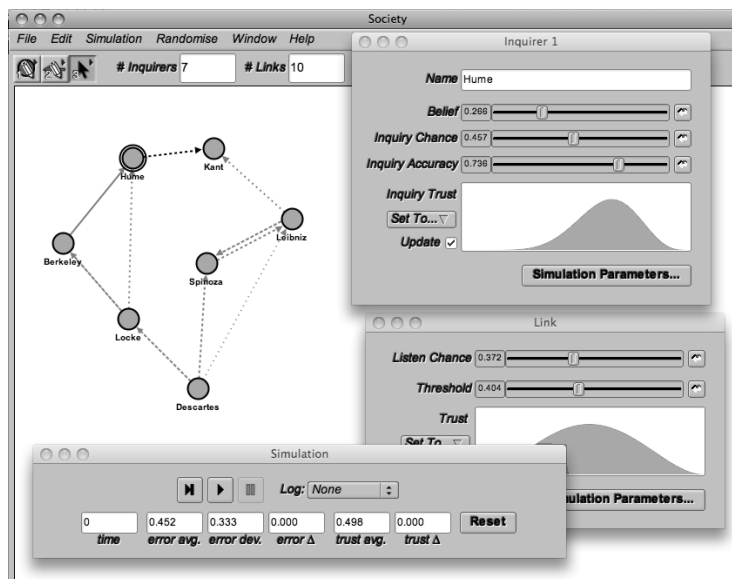 Society
File Edit Simulation Randomise Window Help
# Inquirers 7 # Links 10
Hume
Kant
Leibniz
Berkeley
Spinoza
Locke
Descartes
Inquirer 1
Name Hume
Belief 0.266
Inquiry Chance 0.457
Inquiry Accuracy 0.736
Inquiry Trust
Set To...
Update
Simulation Parameters...
Link
Listen Chance 0.372
Threshold 0.404
Trust
Set To
Simulation
Log: None
0 0.452 0.333 0.000 0.498 0.000 Reset
time error avg. error dev. error Δ trust avg. trust Δ
ulation Parameters...